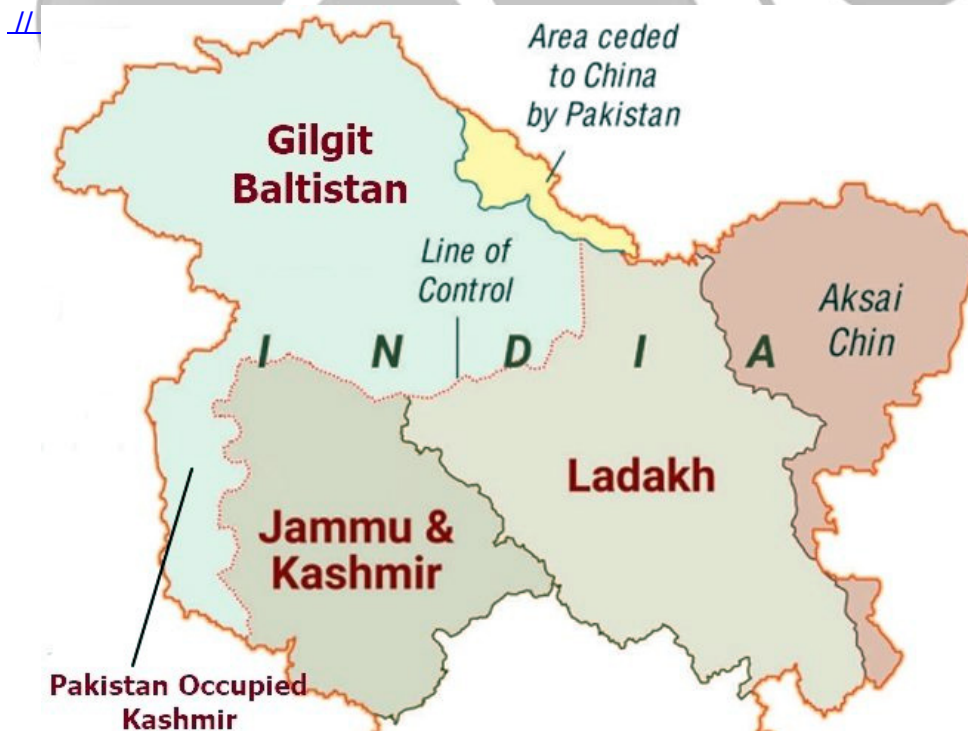 //
Area ceded
to China
by Pakistan
Gilgit
Baltistan
Line of
Control
Aksai
Chin
I N D I A
Ladakh
Jammu &
Kashmir
Pakistan Occupied
Kashmir